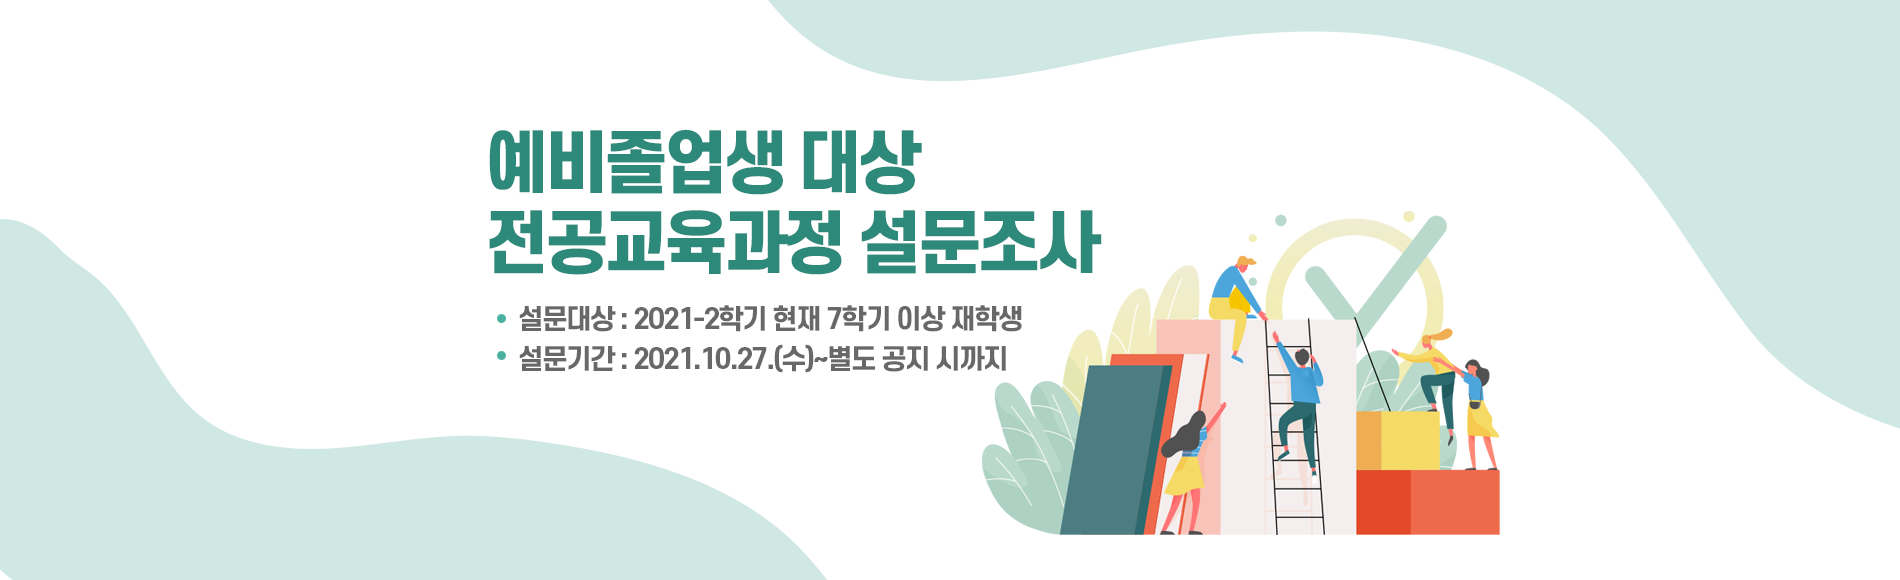 예비졸업생 대상
전공교육과정 설문조사
• 설문대상 : 2021-2학기 현재 7학기 이상 재학생
• 설문기간 : 2021.10.27.(수)~별도 공지 시까지